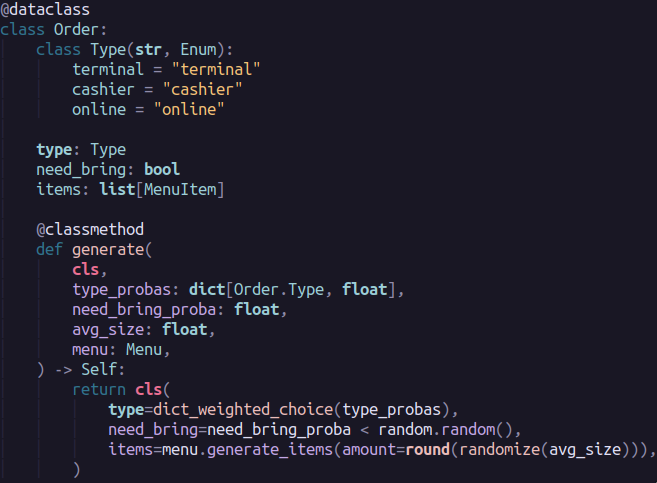 @dataclass
class Order:
    class Type(str, Enum):
        terminal = "terminal"
        cashier = "cashier"
        online = "online"

    type: Type
    need_bring: bool
    items: list[MenuItem]

    @classmethod
    def generate(
        cls,
        type_probas: dict[Order.Type, float],
        need_bring_proba: float,
        avg_size: float,
        menu: Menu,
    ) -> Self:
        return cls(
            type=dict_weighted_choice(type_probas),
            need_bring=need_bring_proba < random.random(),
            items=menu.generate_items(amount=round(randomize(avg_size))),
        )